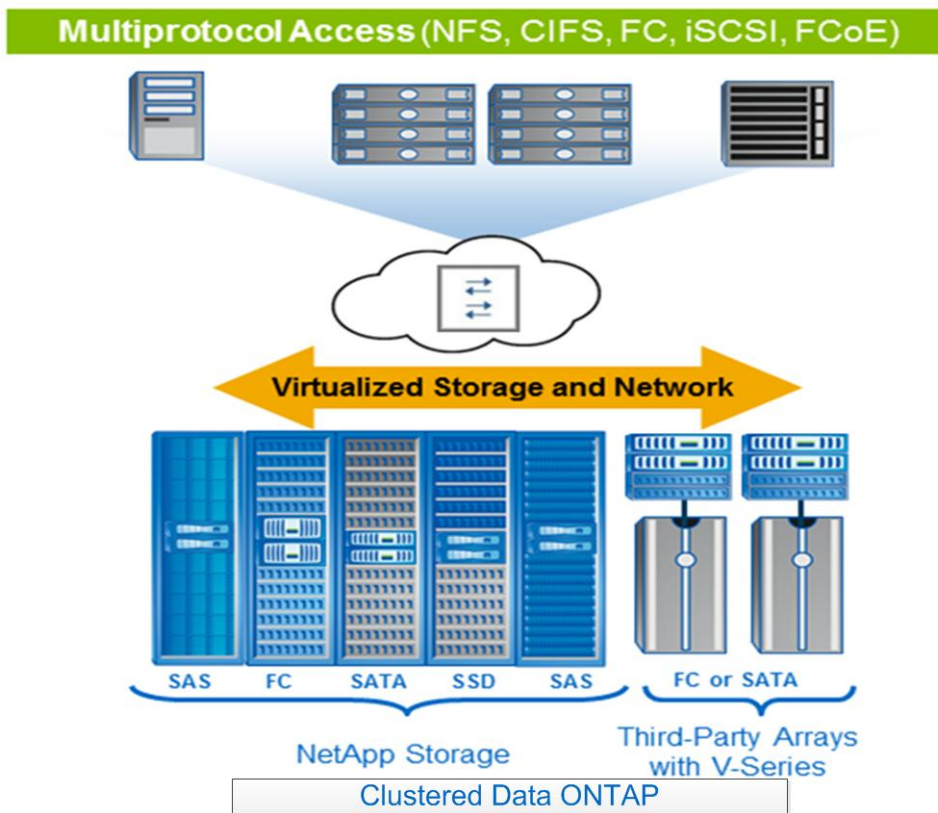 Multiprotocol Access (NFS, CIFS, FC, iSCSI, FCoE)
Virtualized Storage and Network
SAS FC SATA SSD SAS
FC or SATA
NetApp Storage
Third-Party Arrays
with V-Series
Clustered Data ONTAP